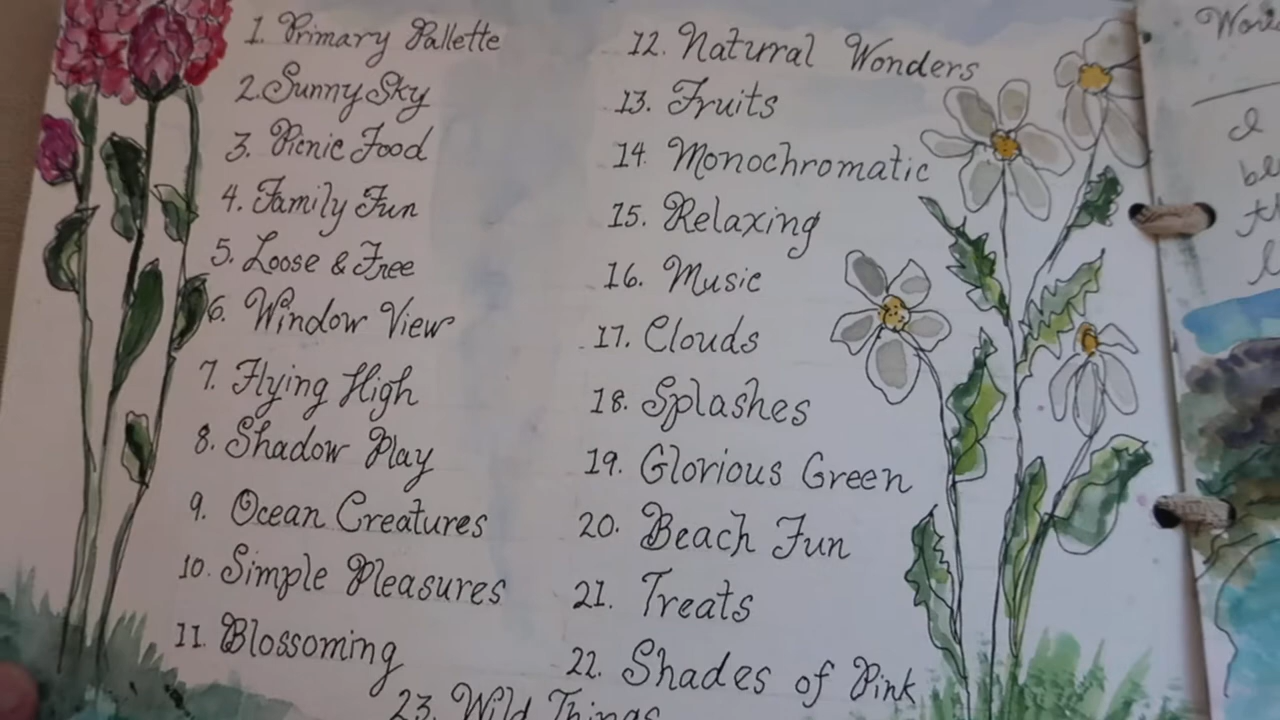 1. Primary Pallette
2. Sunny Sky
3. Picnic Food
4. Family Fun
5. Loose & Free
6. Window View
7. Flying High
8. Shadow Play
9. Ocean Creatures
10. Simple Pleasures
11. Blossoming
12. Natural Wonders
13. Fruits
14. Monochromatic
15. Relaxing
16. Music
17. Clouds
18. Splashes
19. Glorious Green
20. Beach Fun
21. Treats
22. Shades of Pink
23. Wild Things
I